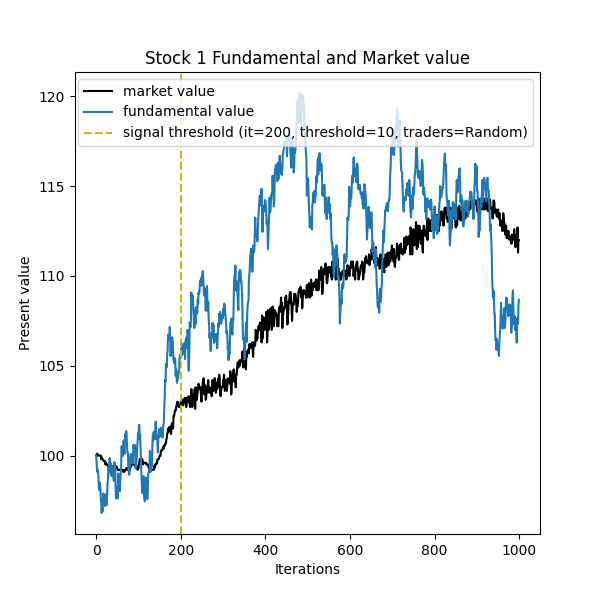 Stock 1 Fundamental and Market value
market value
fundamental value
signal threshold (it=200, threshold=10, traders=Random)
120
115
110
105
100
Present value
0 200 400 600 800 1000
Iterations